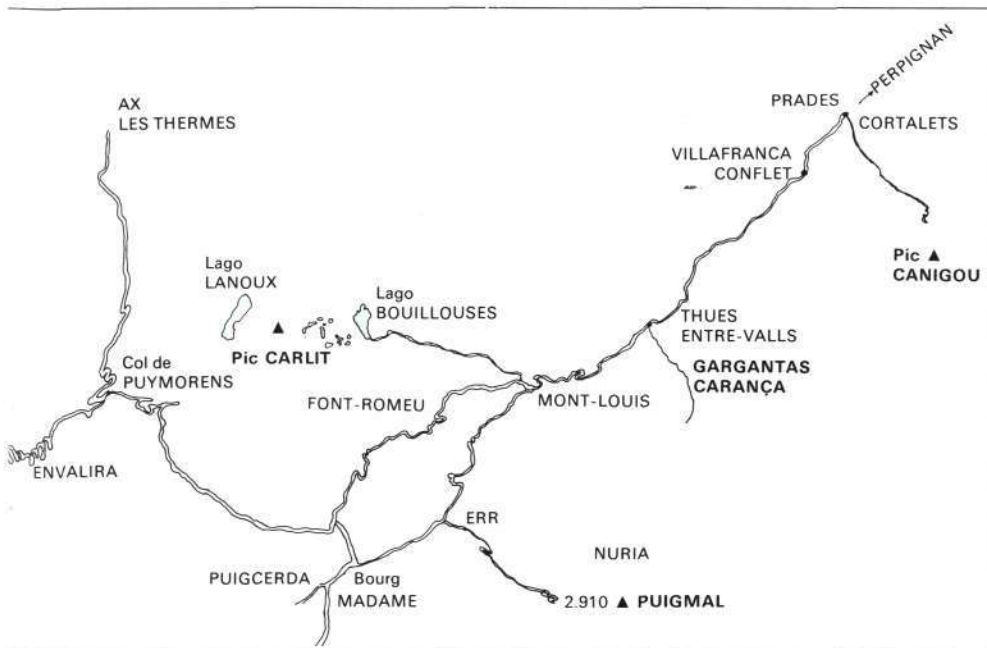 AX
LES THERMES
PERPIGNAN
PRADES
CORTALETS
VILLAFRANCA
CONFLET
Pic ▲
CANIGOU
Lago
LANOUX
Lago
BOUILLOUSES
▲
Pic CARLIT
THUES
ENTRE-VALLS
GARGANTAS
CARANÇA
Col de
PUYMORENS
FONT-ROMEU
MONT-LOUIS
ENVALIRA
ERR
NURIA
PUIGCERDA
Bourg
MADAME
2.910 ▲ PUIGMAL